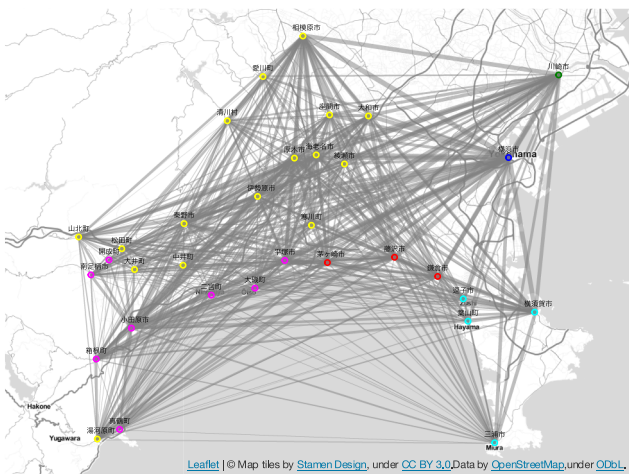 相模原市
川崎市
愛川町
清川村
座間市
大和市
厚木市
海老名市
綾瀬市
横浜市
伊勢原市
秦野市
寒川町
山北町
松田町
開成町
大井町
中井町
南足柄市
平塚市
茅ヶ崎市
藤沢市
鎌倉市
逗子市
葉山町
Hayama
横須賀市
二宮町
大磯町
小田原市
箱根町
Hakone
真鶴町
湯河原町
Yugawara
三浦市
Miura
Leaflet | © Map tiles by Stamen Design, under CC BY 3.0.Data by OpenStreetMap,under ODbL.